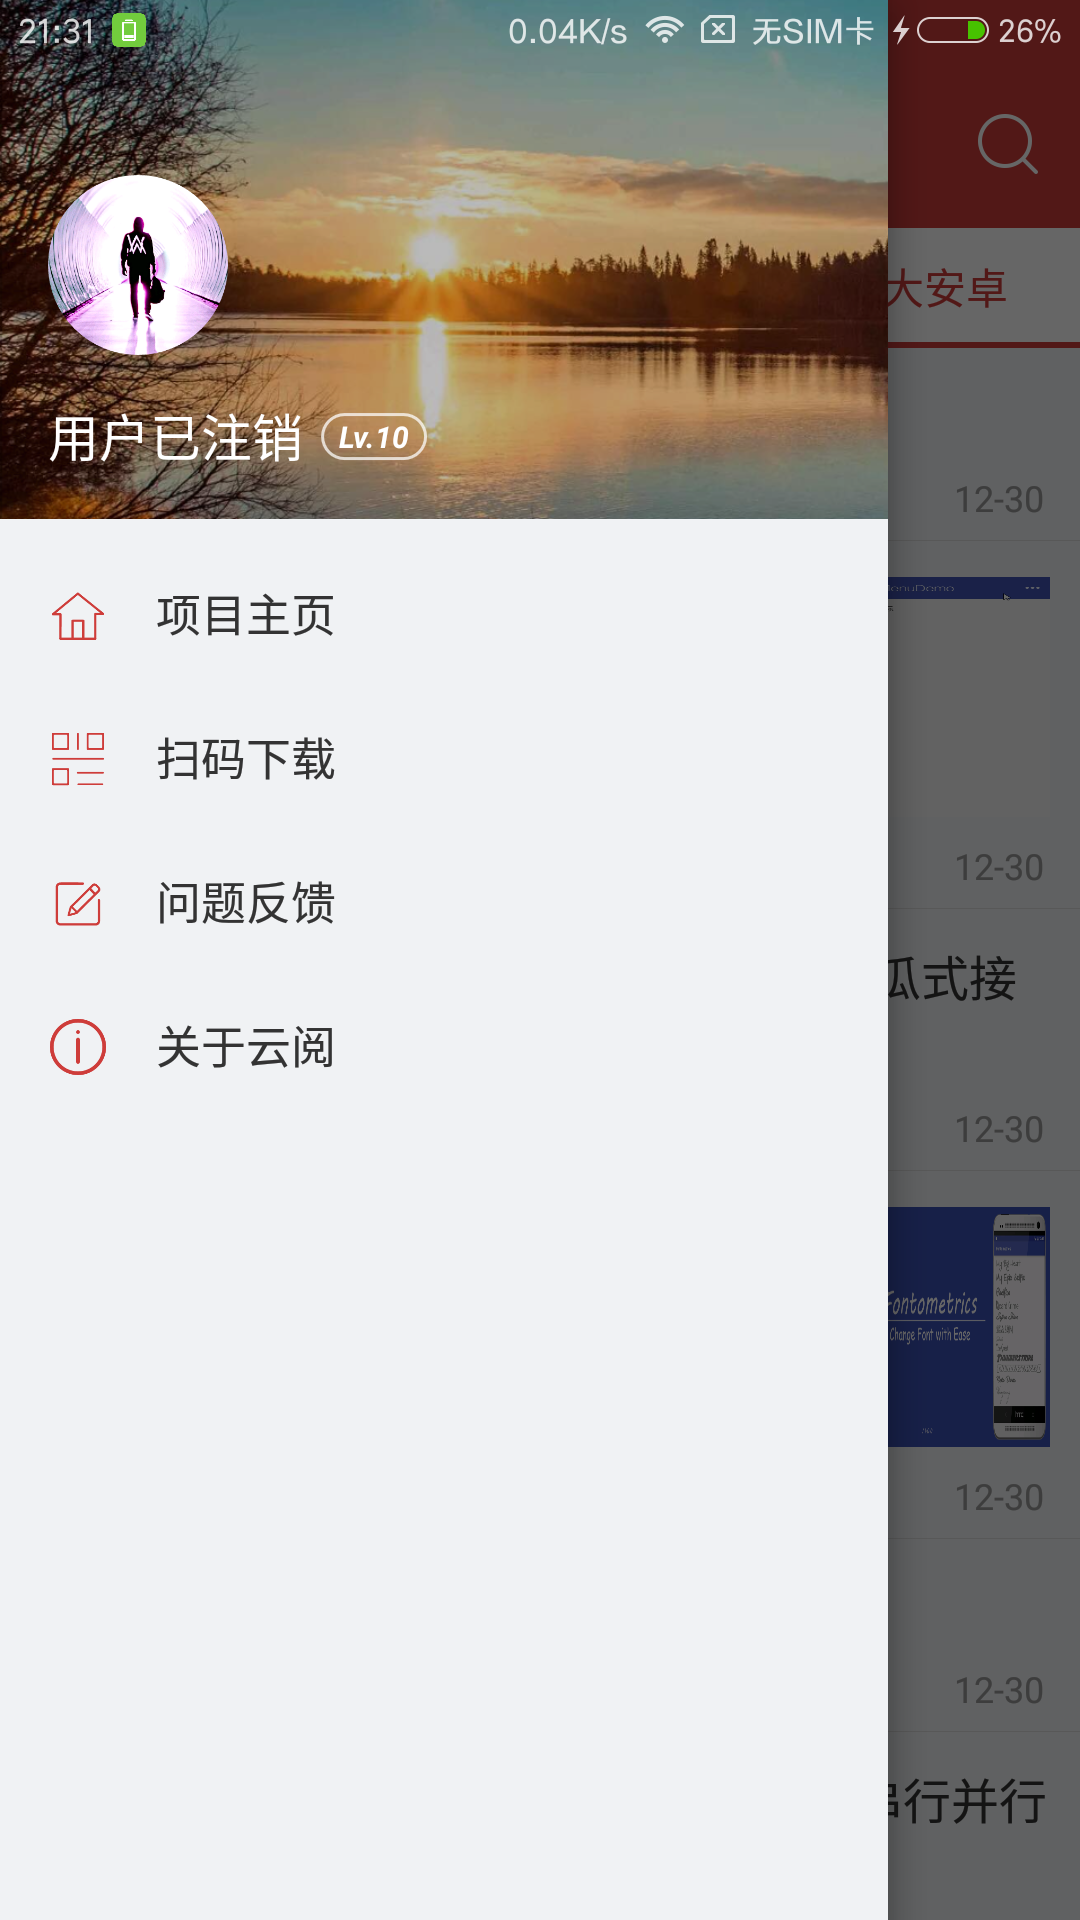 21:31 0.04K/s 无SIM卡 26%
大安卓
用户已注销 Lv.10
12-30
项目主页
扫码下载
问题反馈
关于云阅
12-30
瓜式接
12-30
Fontometrics
Change Font with Ease
12-30
12-30
行并行